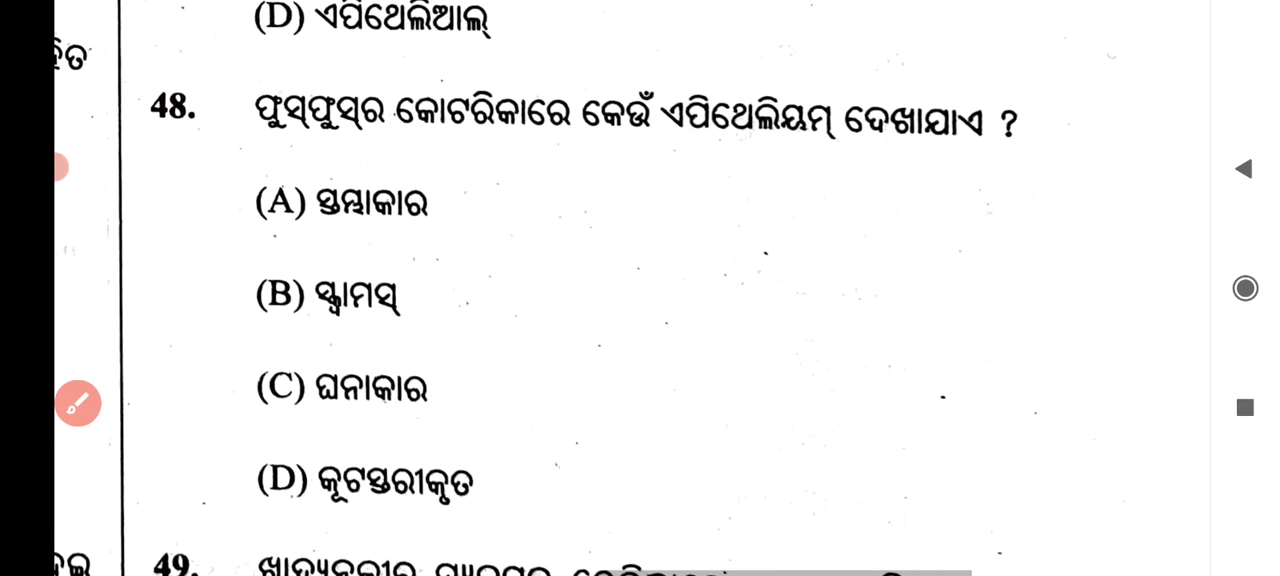 (D) ଏପିଥେଲିଆଲ୍
48. ଫୁସ୍‌ଫୁସ୍‌ର କୋଟରିକାରେ କେଉଁ ଏପିଥେଲିୟମ୍ ଦେଖାଯାଏ ?
(A) ସ୍ତମ୍ଭାକାର
(B) ସ୍କ୍ୱାମସ୍
(C) ଘନାକାର
(D) କୂଟସ୍ତରୀକୃତ
49.